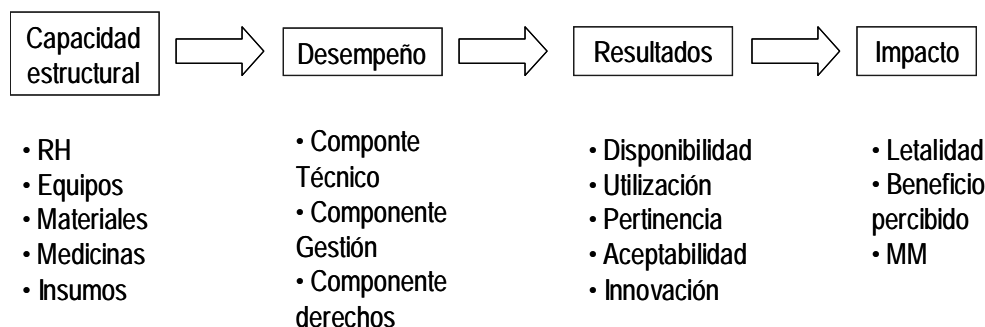 Capacidad
estructural
Desempeño
Resultados
Impacto
• RH
• Equipos
• Materiales
• Medicinas
• Insumos
• Componte
Técnico
• Componente
Gestión
• Componente
derechos
• Disponibilidad
• Utilización
• Pertinencia
• Aceptabilidad
• Innovación
• Letalidad
• Beneficio
percibido
• MM